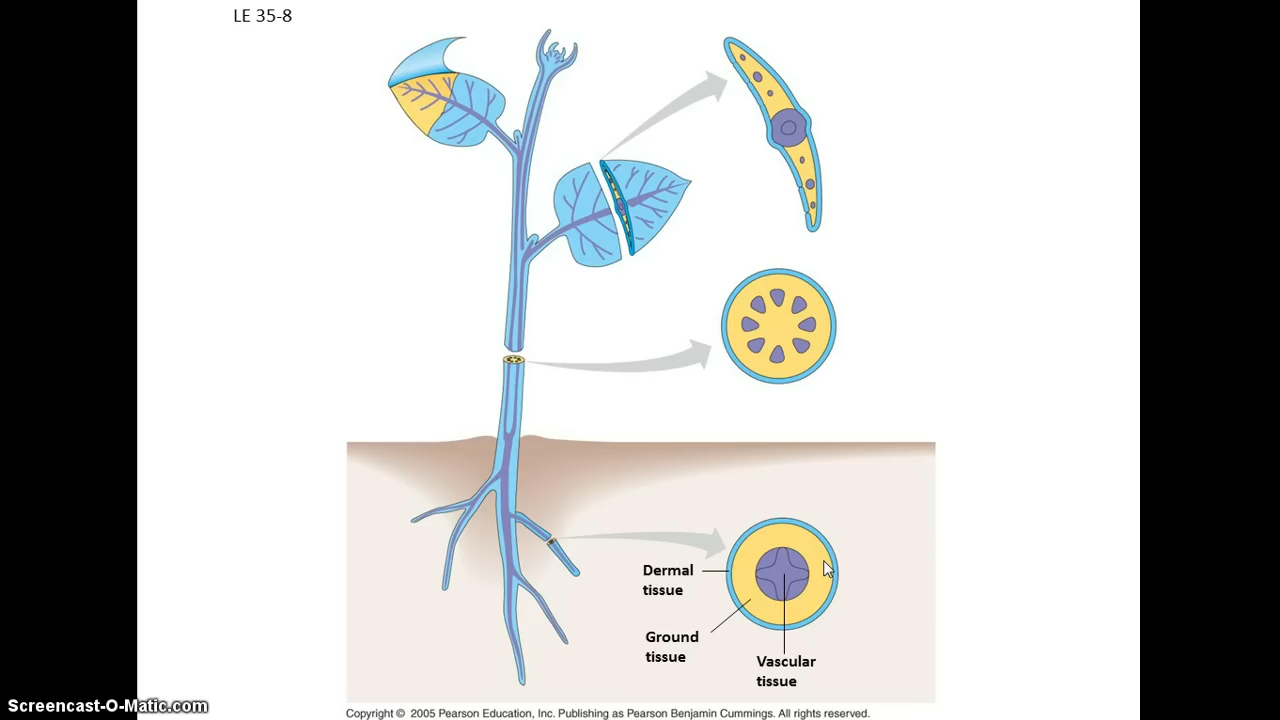 LE 35-8
Dermal
tissue
Ground
tissue
Vascular
tissue
Screencast-O-Matic.com
Copyright © 2005 Pearson Education, Inc. Publishing as Pearson Benjamin Cummings. All rights reserved.